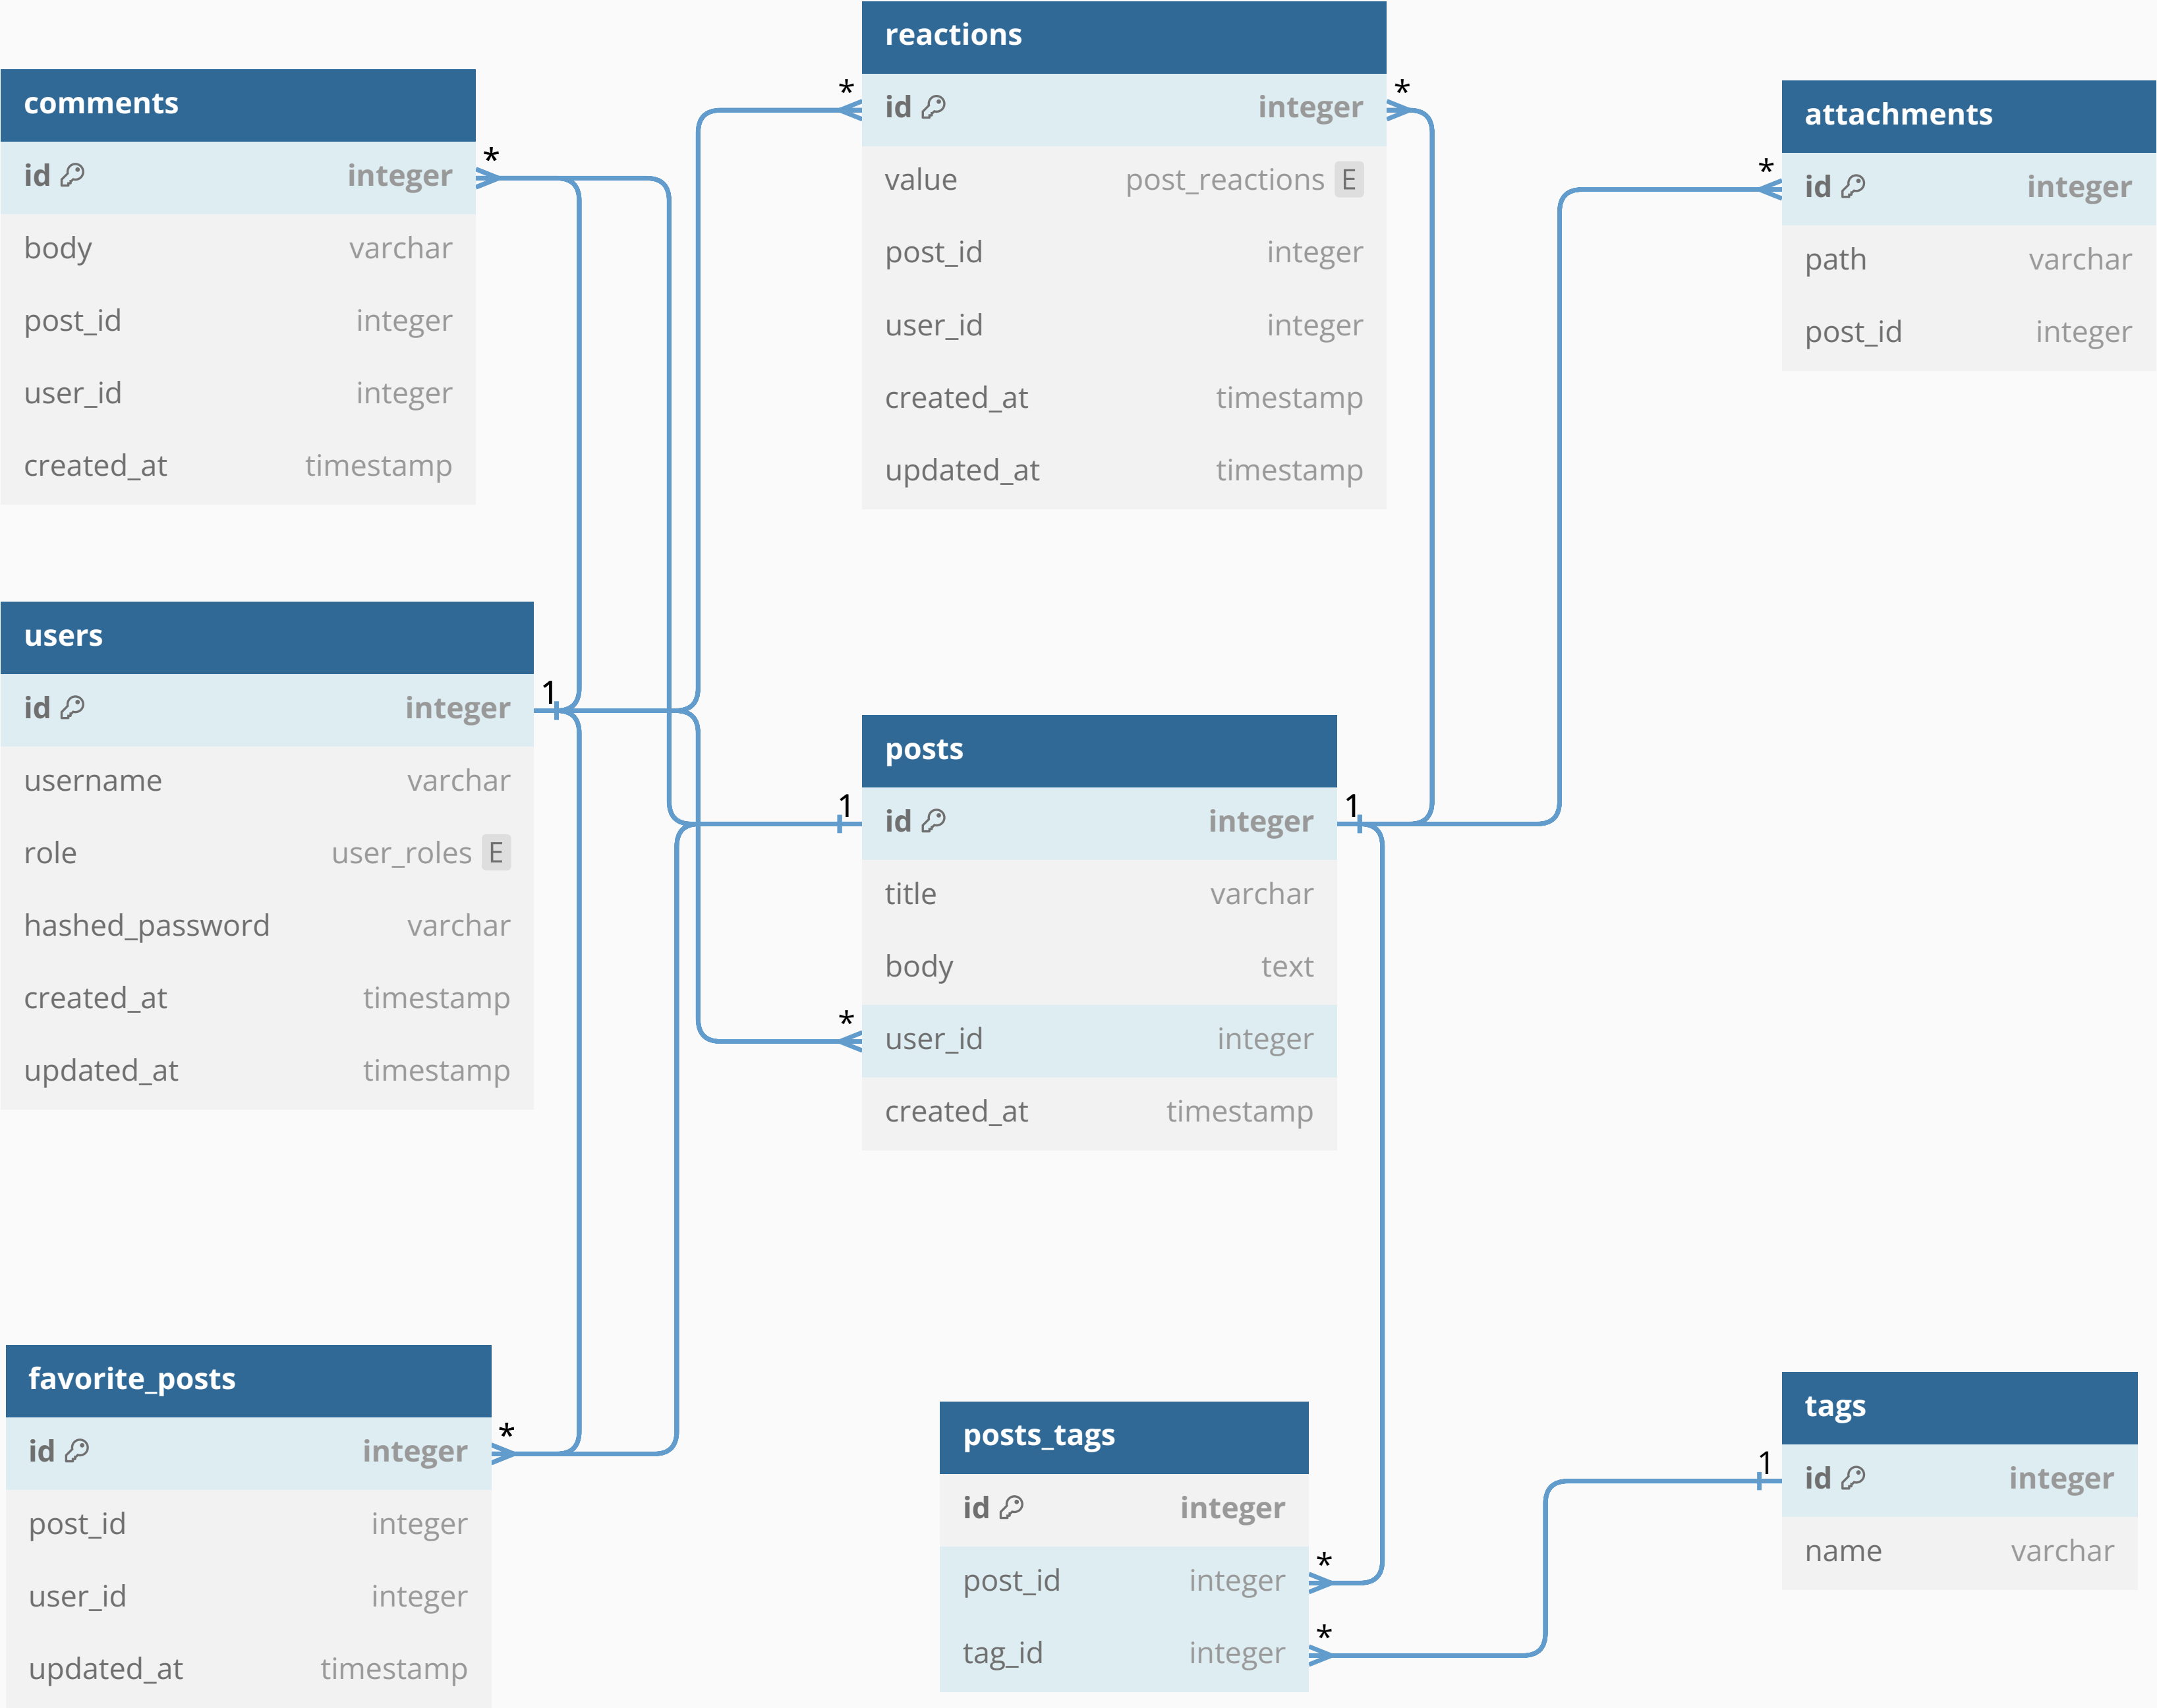 reactions
* id integer *
value post_reactions E
post_id integer
user_id integer
created_at timestamp
updated_at timestamp
comments
id integer *
body varchar
post_id integer
user_id integer
created_at timestamp
attachments
* id integer
path varchar
post_id integer
users
id integer 1
username varchar
role user_roles E
hashed_password varchar
created_at timestamp
updated_at timestamp
posts
1 id integer 1
title varchar
body text
* user_id integer
created_at timestamp
favorite_posts
id integer *
post_id integer
user_id integer
updated_at timestamp
posts_tags
id integer
post_id integer *
tag_id integer *
tags
1 id integer
name varchar